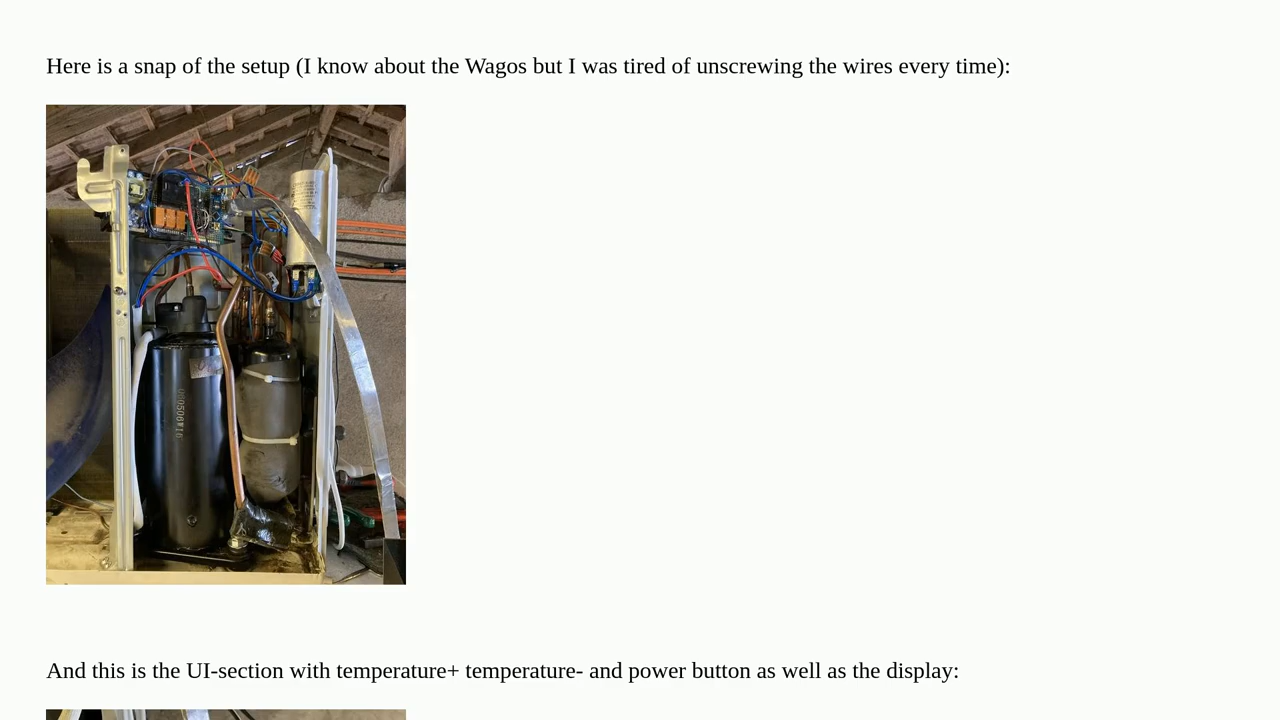 Here is a snap of the setup (I know about the Wagos but I was tired of unscrewing the wires every time):
And this is the UI-section with temperature+ temperature- and power button as well as the display: